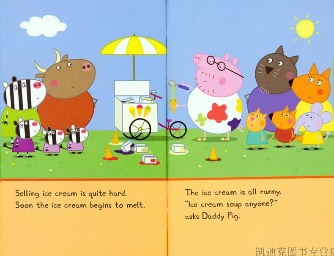 Selling ice cream is quite hard.
Soon the ice cream begins to melt.
The ice cream is all runny.
"Ice cream soup anyone?"
asks Daddy Pig.
凯迪克图书专营店